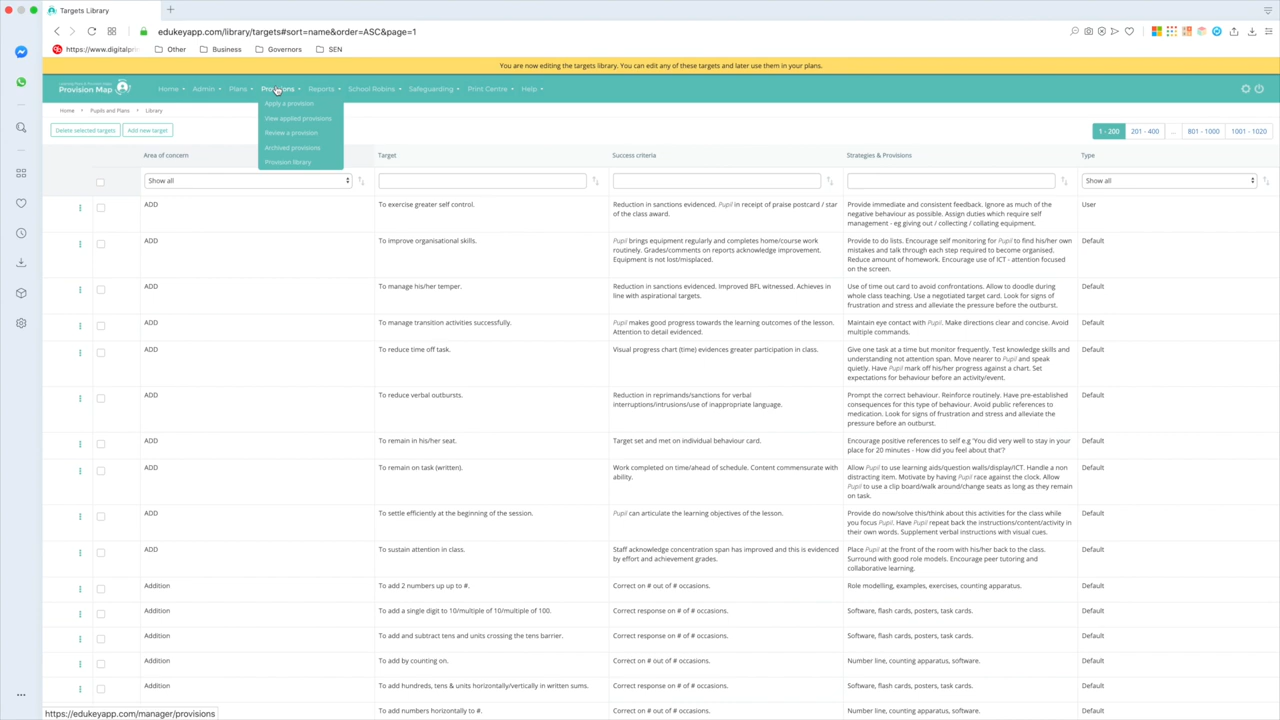 Targets Library
edukeyapp.com/library/targets#sort=name&order=ASC&page=1
https://www.digitalpri Other Business Governors SEN
You are now editing the targets library. You can edit any of these targets and later use them in your plans.
Provision Map Home Admin Plans Provisions Reports School Robins Safeguarding Print Centre Help
Home Pupils and Plans Library
Apply a provision
View applied provisions
Review a provision
Archived provisions
Provision library
Delete selected targets Add new target 1 - 200 201 - 400 ... 801 - 1000 1001 - 1020
Area of concern Target Success criteria Strategies & Provisions Type
Show all Show all
ADD To exercise greater self control. Reduction in sanctions evidenced. Pupil in receipt of praise postcard / star Provide immediate and consistent feedback. Ignore as much of the User
of the class award. negative behaviour as possible. Assign duties which require self
management - eg giving out / collecting / collating equipment.
ADD To improve organisational skills. Pupil brings equipment regularly and completes home/course work Provide to do lists. Encourage self monitoring for Pupil to find his/her own Default
routinely. Grades/comments on reports acknowledge improvement. mistakes and talk through each step required to become organised.
Equipment is not lost/misplaced. Reduce amount of homework. Encourage use of ICT - attention focused
on the screen.
ADD To manage his/her temper. Reduction in sanctions evidenced. Improved BFL witnessed. Achieves in Use of time out card to avoid confrontations. Allow to doodle during Default
line with aspirational targets. whole class teaching. Use a negotiated target card. Look for signs of
frustration and stress and alleviate the pressure before the outburst.
ADD To manage transition activities successfully. Pupil makes good progress towards the learning outcomes of the lesson. Maintain eye contact with Pupil. Make directions clear and concise. Avoid Default
Attention to detail evidenced. multiple commands.
ADD To reduce time off task. Visual progress chart (time) evidences greater participation in class. Give one task at a time but monitor frequently. Test knowledge skills and Default
understanding not attention span. Move nearer to Pupil and speak
quietly. Have Pupil mark off his/her progress against a chart. Set
expectations for behaviour before an activity/event.
ADD To reduce verbal outbursts. Reduction in reprimands/sanctions for verbal Prompt the correct behaviour. Reinforce routinely. Have pre-established Default
interruptions/intrusions/use of inappropriate language. consequences for this type of behaviour. Avoid public references to
medication. Look for signs of frustration and stress and alleviate the
pressure before an outburst.
ADD To remain in his/her seat. Target set and met on individual behaviour card. Encourage positive references to self e.g 'You did very well to stay in your Default
place for 20 minutes - How did you feel about that'?
ADD To remain on task (written). Work completed on time/ahead of schedule. Content commensurate with Allow Pupil to use learning aids/question walls/display/ICT. Handle a non Default
ability. distracting item. Motivate by having Pupil race against the clock. Allow
Pupil to use a clip board/walk around/change seats as long as they remain
on task.
ADD To settle efficiently at the beginning of the session. Pupil can articulate the learning objectives of the lesson. Provide do now/solve this/think about this activities for the class while Default
you focus Pupil. Have Pupil repeat back the instructions/content/activity in
their own words. Supplement verbal instructions with visual cues.
ADD To sustain attention in class. Staff acknowledge concentration span has improved and this is evidenced Place Pupil at the front of the room with his/her back to the class. Default
by effort and achievement grades. Surround with good role models. Encourage peer tutoring and
collaborative learning.
Addition To add 2 numbers up up to #. Correct on # out of # occasions. Role modelling, examples, exercises, counting apparatus. Default
Addition To add a single digit to 10/multiple of 10/multiple of 100. Correct response on # of # occasions. Software, flash cards, posters, task cards. Default
Addition To add and subtract tens and units crossing the tens barrier. Correct response on # of # occasions. Software, flash cards, posters, task cards. Default
Addition To add by counting on. Correct on # out of # occasions. Number line, counting apparatus, software. Default
Addition To add hundreds, tens & units horizontally/vertically in written sums. Correct response on # of # occasions. Software, flash cards, posters, task cards. Default
Addition To add numbers horizontally to #. Correct on # out of # occasions. Number line, counting apparatus, software. Default
https://edukeyapp.com/manager/provisions